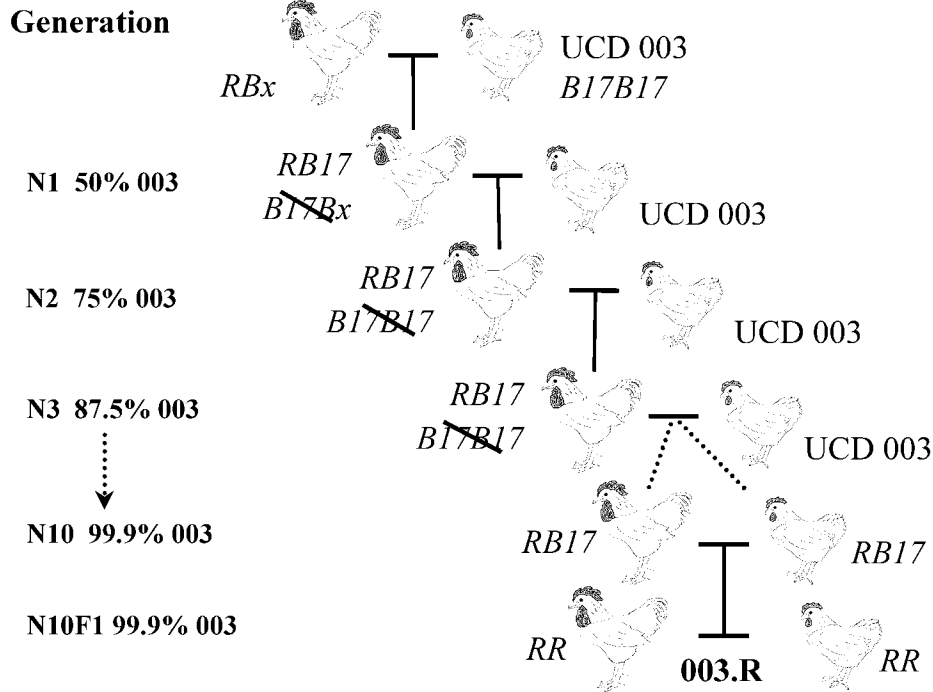 Generation
RBx
UCD 003
B17B17
N1 50% 003
RB17
B17Bx
UCD 003
N2 75% 003
RB17
B17B17
UCD 003
N3 87.5% 003
RB17
B17B17
UCD 003
N10 99.9% 003
RB17
RB17
N10F1 99.9% 003
RR
003.R
RR